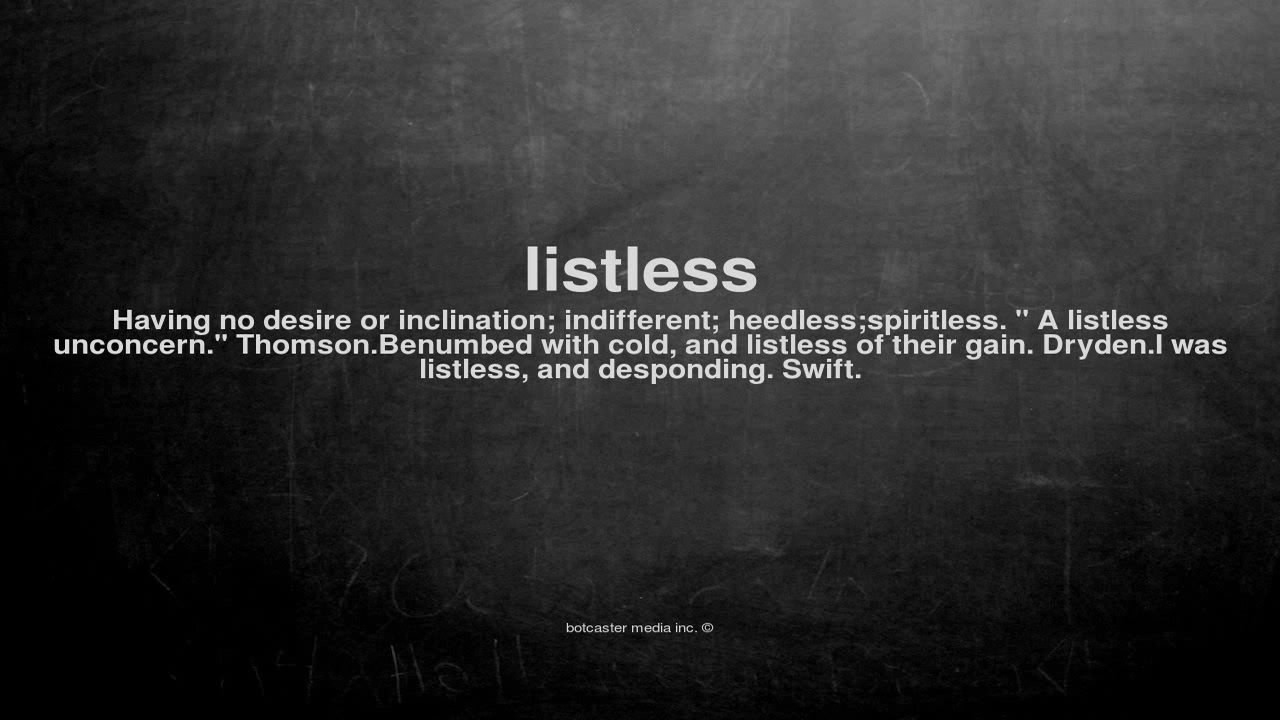 listless
Having no desire or inclination; indifferent; heedless;spiritless. " A listless
unconcern." Thomson.Benumbed with cold, and listless of their gain. Dryden.I was
listless, and desponding. Swift.
botcaster media inc. ©